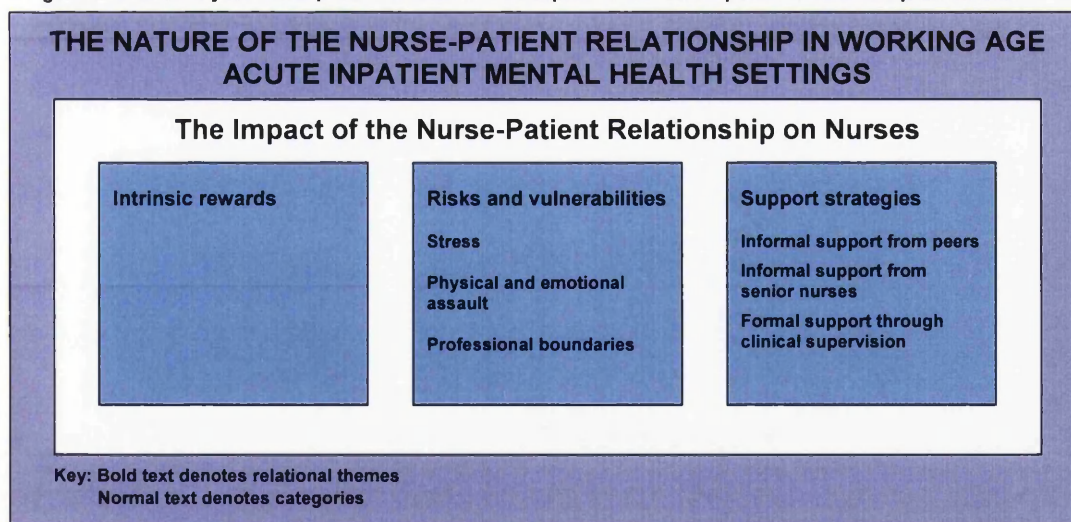 THE NATURE OF THE NURSE-PATIENT RELATIONSHIP IN WORKING AGE
ACUTE INPATIENT MENTAL HEALTH SETTINGS
The Impact of the Nurse-Patient Relationship on Nurses
Intrinsic rewards
Risks and vulnerabilities
Stress
Physical and emotional
assault
Professional boundaries
Support strategies
Informal support from peers
Informal support from
senior nurses
Formal support through
clinical supervision
Key: Bold text denotes relational themes
Normal text denotes categories